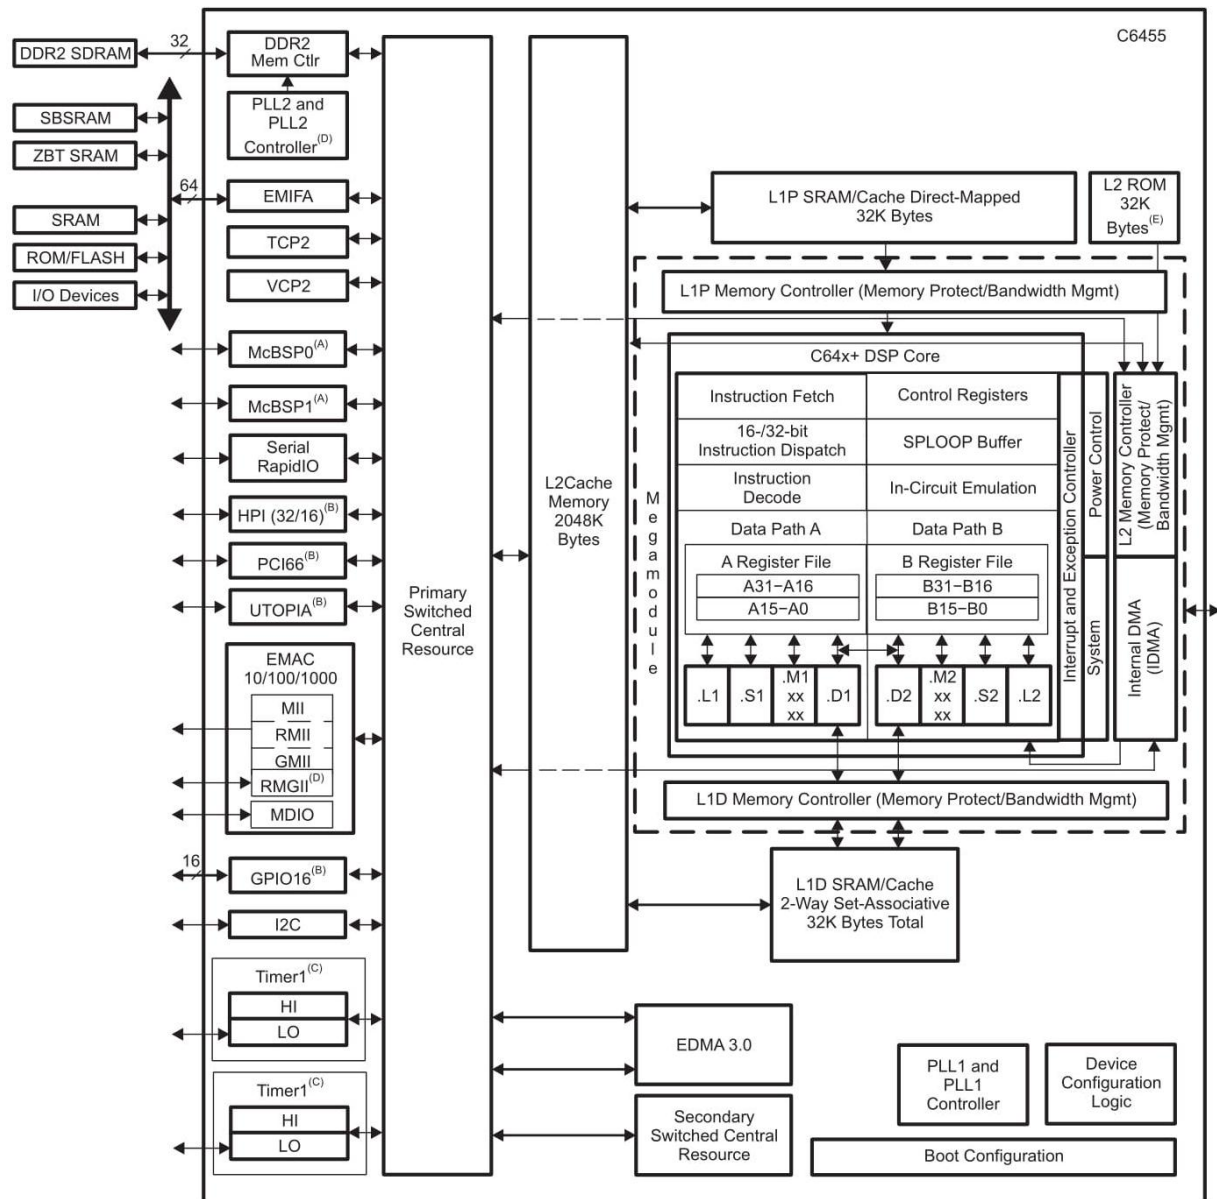 C6455
DDR2 SDRAM
32
DDR2
Mem Ctlr
PLL2 and
PLL2
Controller(D)
SBSRAM
ZBT SRAM
64
EMIFA
SRAM
TCP2
ROM/FLASH
VCP2
I/O Devices
McBSP0(A)
McBSP1(A)
Serial
RapidIO
HPI (32/16)(B)
PCI66(B)
UTOPIA(B)
EMAC
10/100/1000
MII
RMII
GMII
RMGII(D)
MDIO
16
GPIO16(B)
I2C
Timer1(C)
HI
LO
Timer1(C)
HI
LO
Primary
Switched
Central
Resource
L2Cache
Memory
2048K
Bytes
L1P SRAM/Cache Direct-Mapped
32K Bytes
L2 ROM
32K
Bytes(E)
L1P Memory Controller (Memory Protect/Bandwidth Mgmt)
Megamodule
C64x+ DSP Core
Instruction Fetch
Control Registers
16-/32-bit
Instruction Dispatch
SPLOOP Buffer
Instruction
Decode
In-Circuit Emulation
Data Path A
Data Path B
A Register File
B Register File
A31−A16
B31−B16
A15−A0
B15−B0
.L1
.S1
.M1
xx
xx
.D1
.D2
.M2
xx
xx
.S2
.L2
Interrupt and Exception Controller
Power Control
System
L2 Memory Controller
(Memory Protect/
Bandwidth Mgmt)
Internal DMA
(IDMA)
L1D Memory Controller (Memory Protect/Bandwidth Mgmt)
L1D SRAM/Cache
2-Way Set-Associative
32K Bytes Total
EDMA 3.0
Secondary
Switched Central
Resource
PLL1 and
PLL1
Controller
Device
Configuration
Logic
Boot Configuration